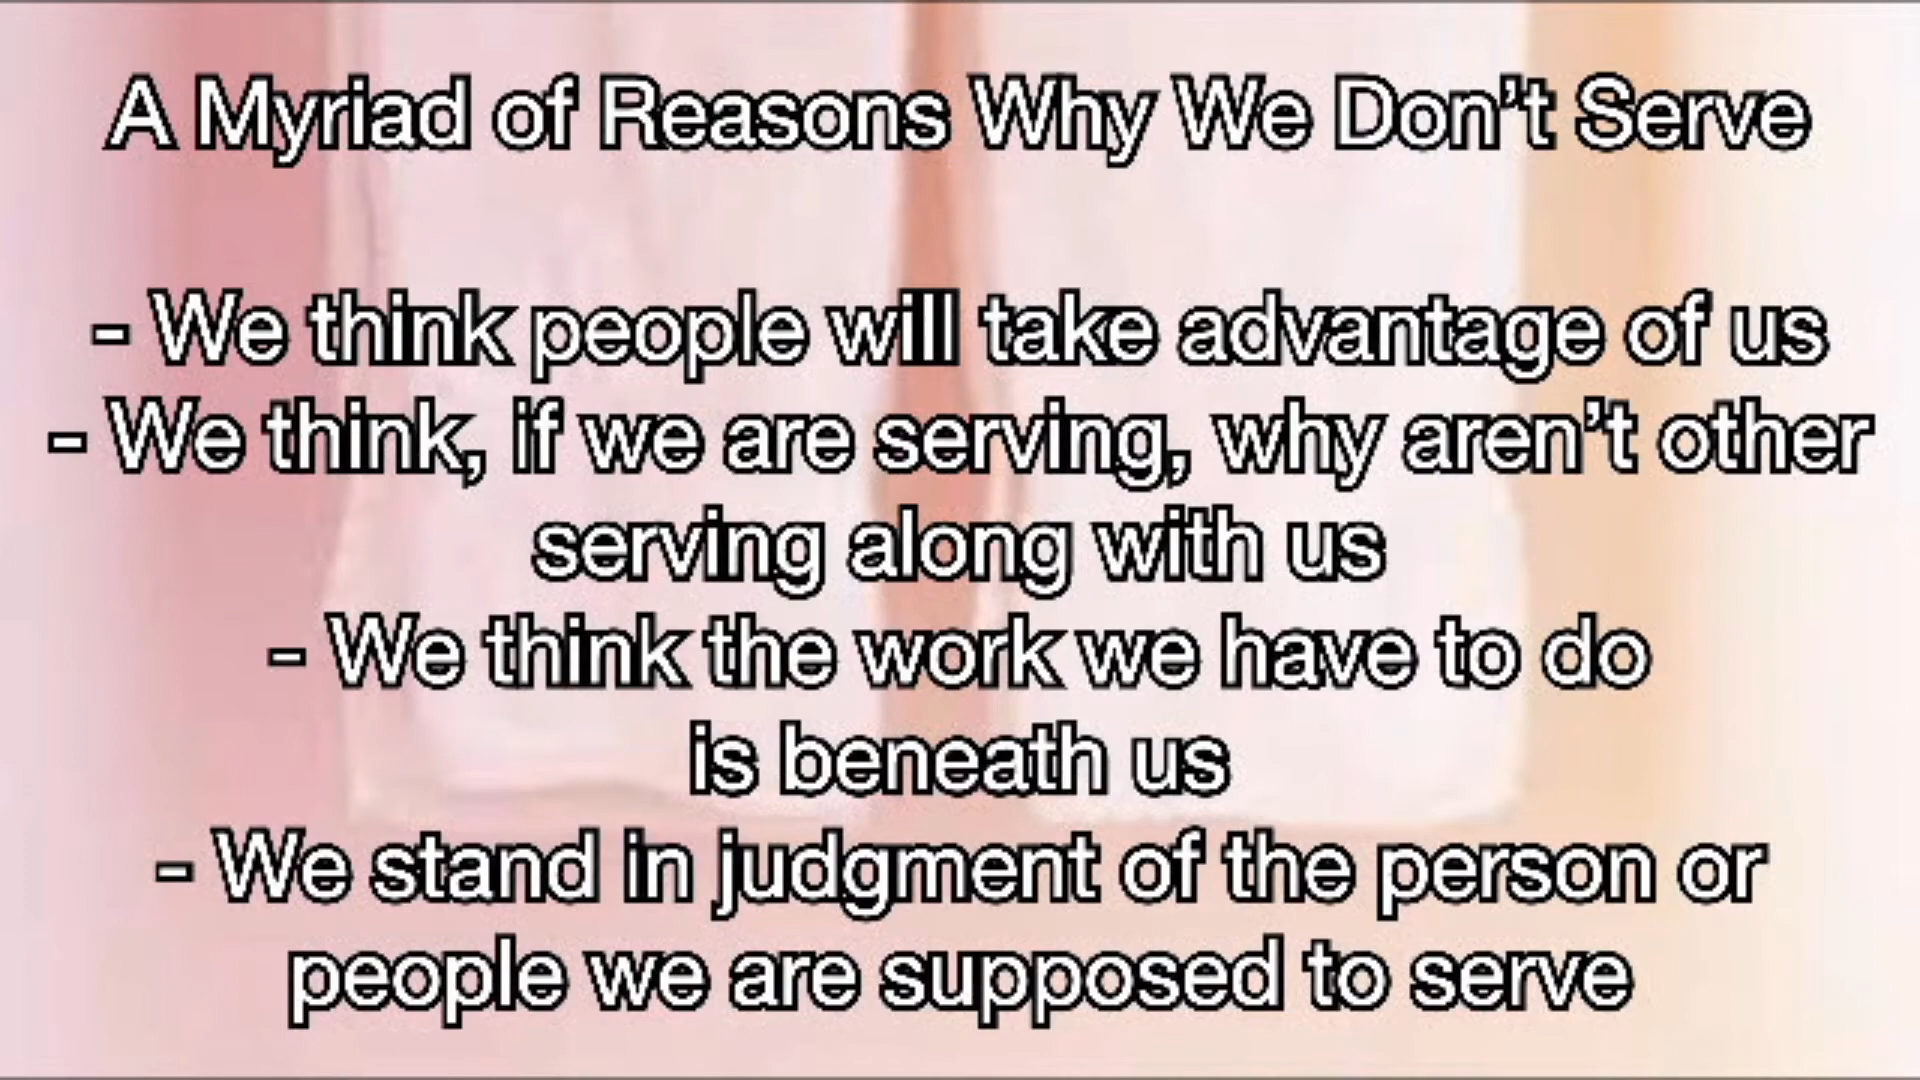 A Myriad of Reasons Why We Don't Serve
- We think people will take advantage of us
- We think, if we are serving, why aren't other
serving along with us
- We think the work we have to do
is beneath us
- We stand in judgment of the person or
people we are supposed to serve